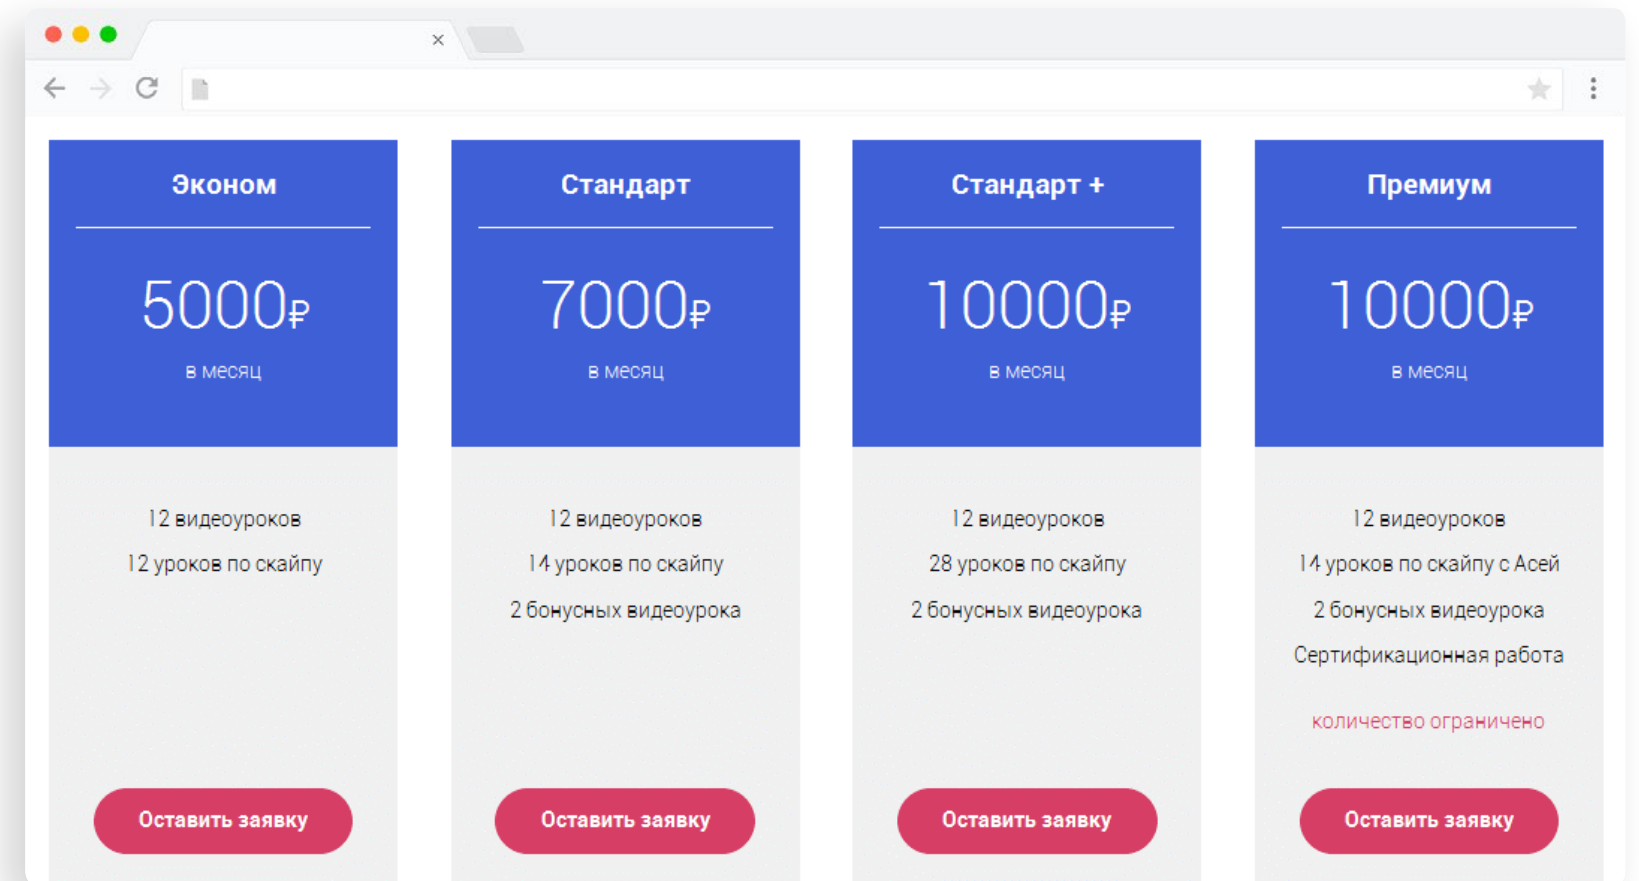 Эконом
5000₽
в месяц
12 видеоуроков
12 уроков по скайпу
Оставить заявку
Стандарт
7000₽
в месяц
12 видеоуроков
14 уроков по скайпу
2 бонусных видеоурока
Оставить заявку
Стандарт +
10000₽
в месяц
12 видеоуроков
28 уроков по скайпу
2 бонусных видеоурока
Оставить заявку
Премиум
10000₽
в месяц
12 видеоуроков
14 уроков по скайпу с Асей
2 бонусных видеоурока
Сертификационная работа
количество ограничено
Оставить заявку